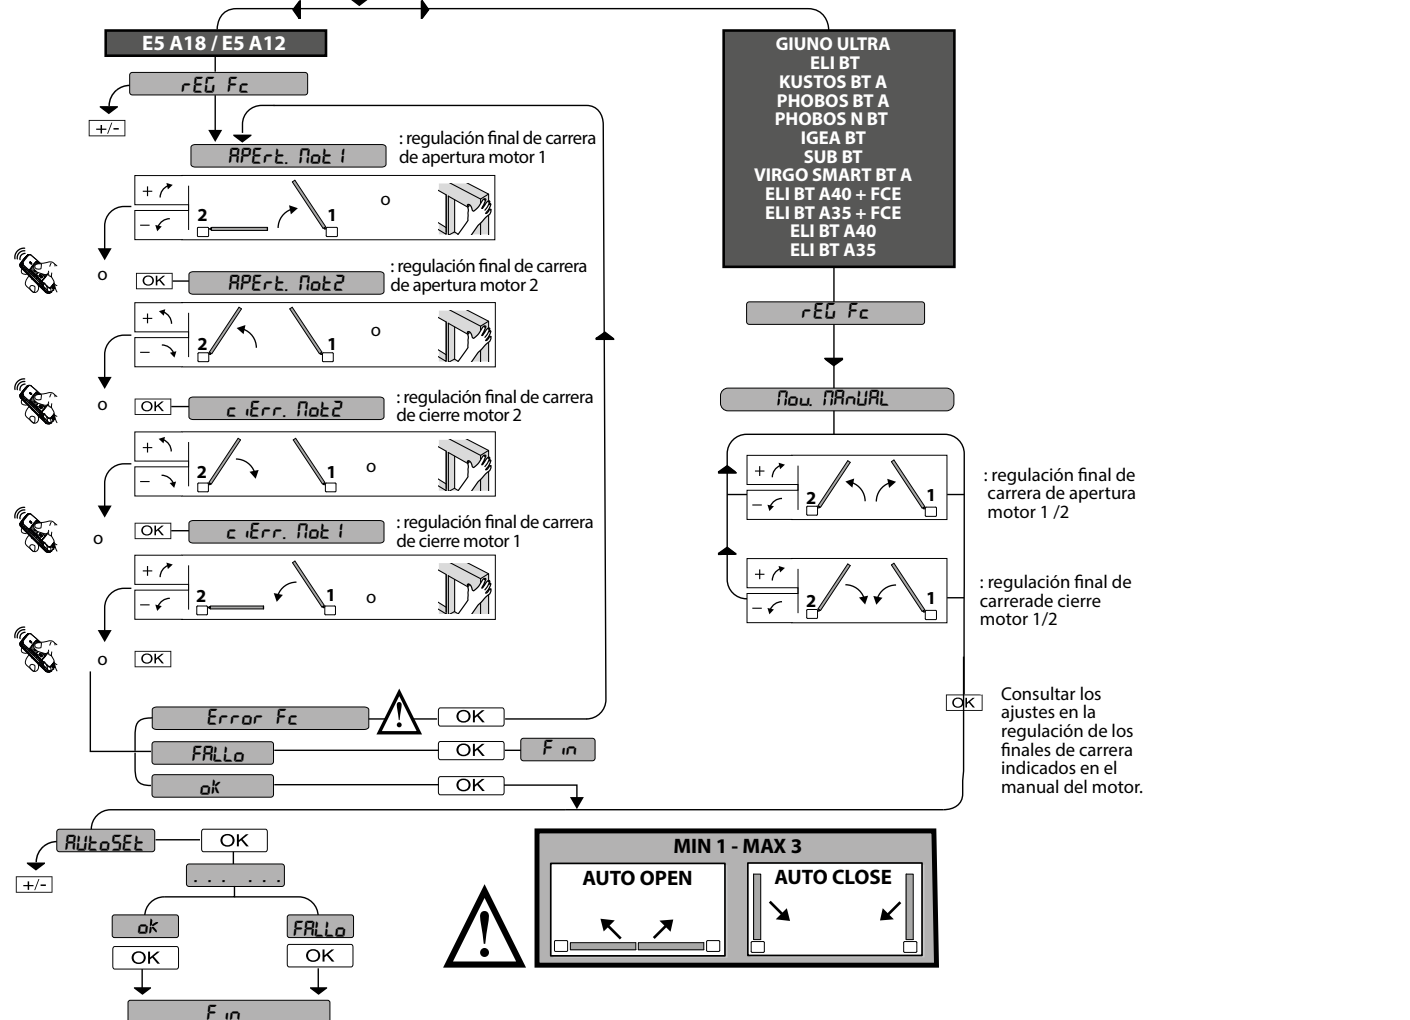 E5 A18 / E5 A12
rEG Fc
+/-
APErt. Mot 1
: regulación final de carrera
de apertura motor 1
+
−
2
1
o
o
OK
APErt. Mot2
: regulación final de carrera
de apertura motor 2
+
−
2
1
o
o
OK
ciErr. Mot2
: regulación final de carrera
de cierre motor 2
+
−
2
1
o
o
OK
ciErr. Mot 1
: regulación final de carrera
de cierre motor 1
+
−
2
1
o
o
OK
Error Fc
!
OK
FALLo
OK
Fin
ok
OK
GIUNO ULTRA
ELI BT
KUSTOS BT A
PHOBOS BT A
PHOBOS N BT
IGEA BT
SUB BT
VIRGO SMART BT A
ELI BT A40 + FCE
ELI BT A35 + FCE
ELI BT A40
ELI BT A35
rEG Fc
Mou. MAnUAL
+
−
2
1
: regulación final de
carrera de apertura
motor 1 /2
+
−
2
1
: regulación final de
carrerade cierre
motor 1/2
OK
Consultar los
ajustes en la
regulación de los
finales de carrera
indicados en el
manual del motor.
AUtoSEt
OK
+/-
. . .   . . .
ok
FALLo
OK
OK
Fin
!
MIN 1 - MAX 3
AUTO OPEN
AUTO CLOSE